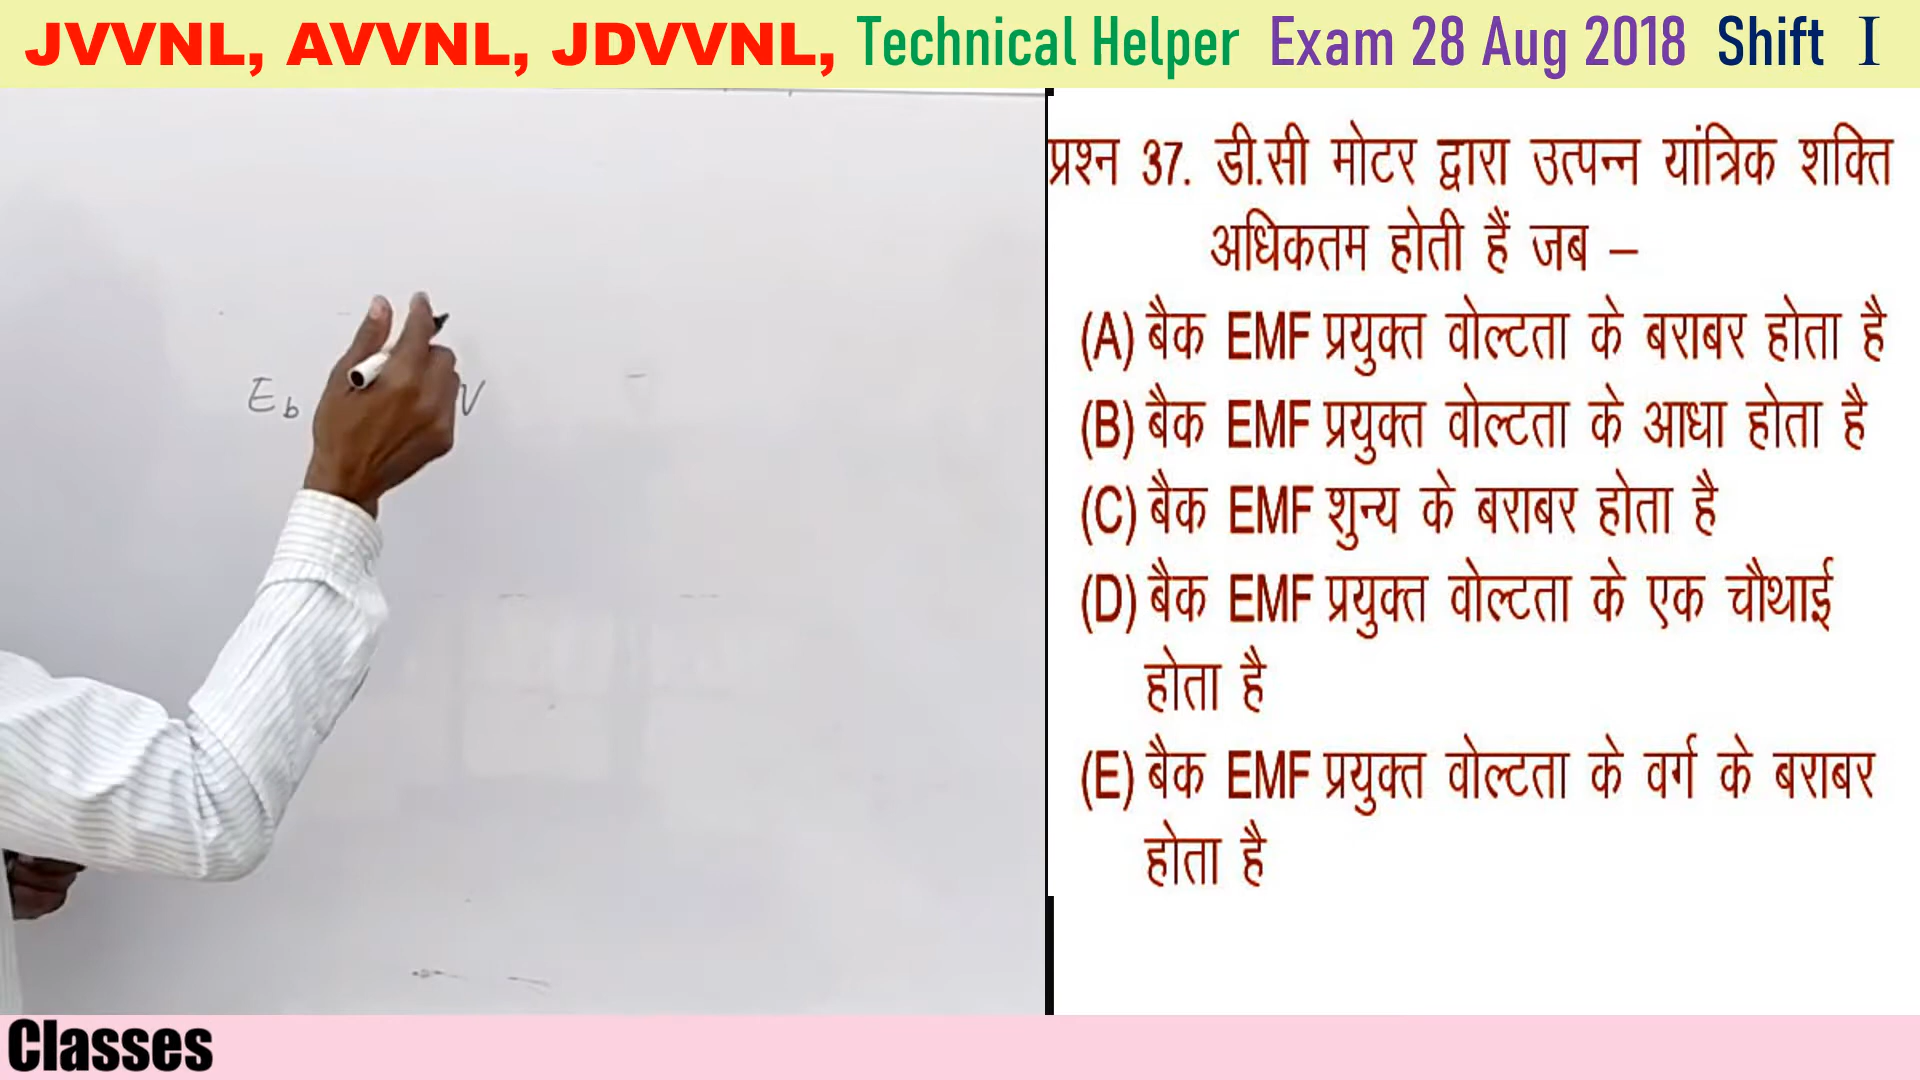 JVVNL, AVVNL, JDVVNL, Technical Helper Exam 28 Aug 2018 Shift I
E_b V
प्रश्न 37. डी.सी मोटर द्वारा उत्पन्न यांत्रिक शक्ति
अधिकतम होती हैं जब –
(A) बैक EMF प्रयुक्त वोल्टता के बराबर होता है
(B) बैक EMF प्रयुक्त वोल्टता के आधा होता है
(C) बैक EMF शुन्य के बराबर होता है
(D) बैक EMF प्रयुक्त वोल्टता के एक चौथाई
होता है
(E) बैक EMF प्रयुक्त वोल्टता के वर्ग के बराबर
होता है
Classes